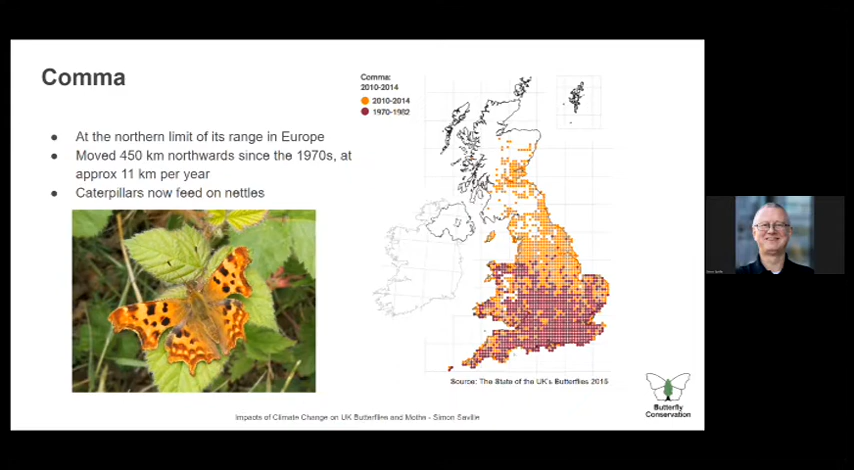 Comma
● At the northern limit of its range in Europe
● Moved 450 km northwards since the 1970s, at
approx 11 km per year
● Caterpillars now feed on nettles
Comma:
2010-2014
2010-2014
1970-1982
Source: The State of the UK's Butterflies 2015
Impacts of Climate Change on UK Butterflies and Moths - Simon Saville
Butterfly
Conservation
Simon Saville